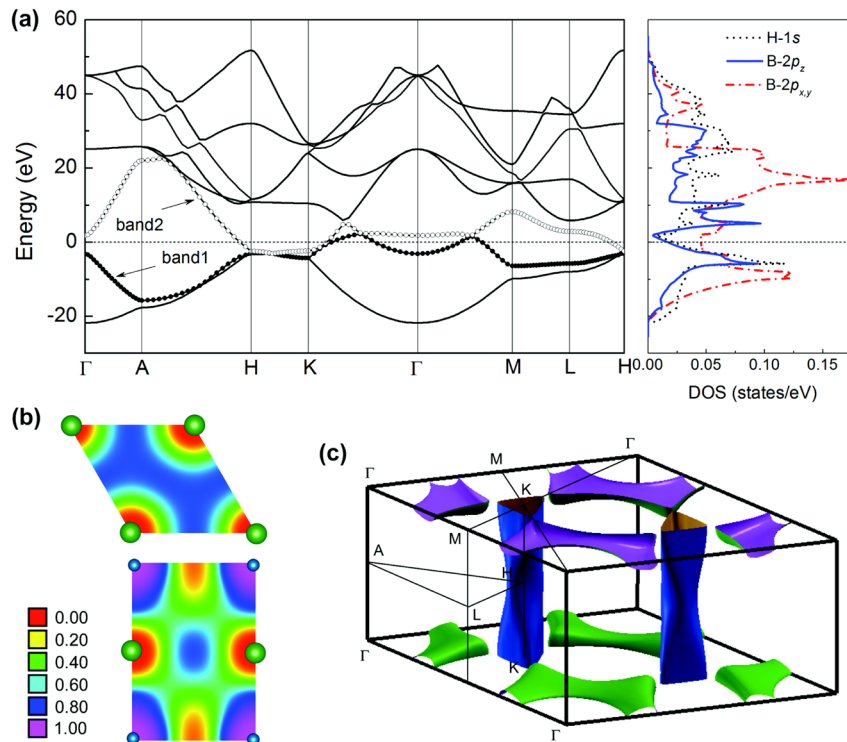 (a)
60
40
20
0
-20
Energy (eV)
band2
band1
Γ A H K Γ M L H
H-1s
B-2pz
B-2px,y
0.00 0.05 0.10 0.15
DOS (states/eV)
(b)
0.00
0.20
0.40
0.60
0.80
1.00
(c)
Γ
M
K
Γ
M
A
H
L
Γ
K
Γ